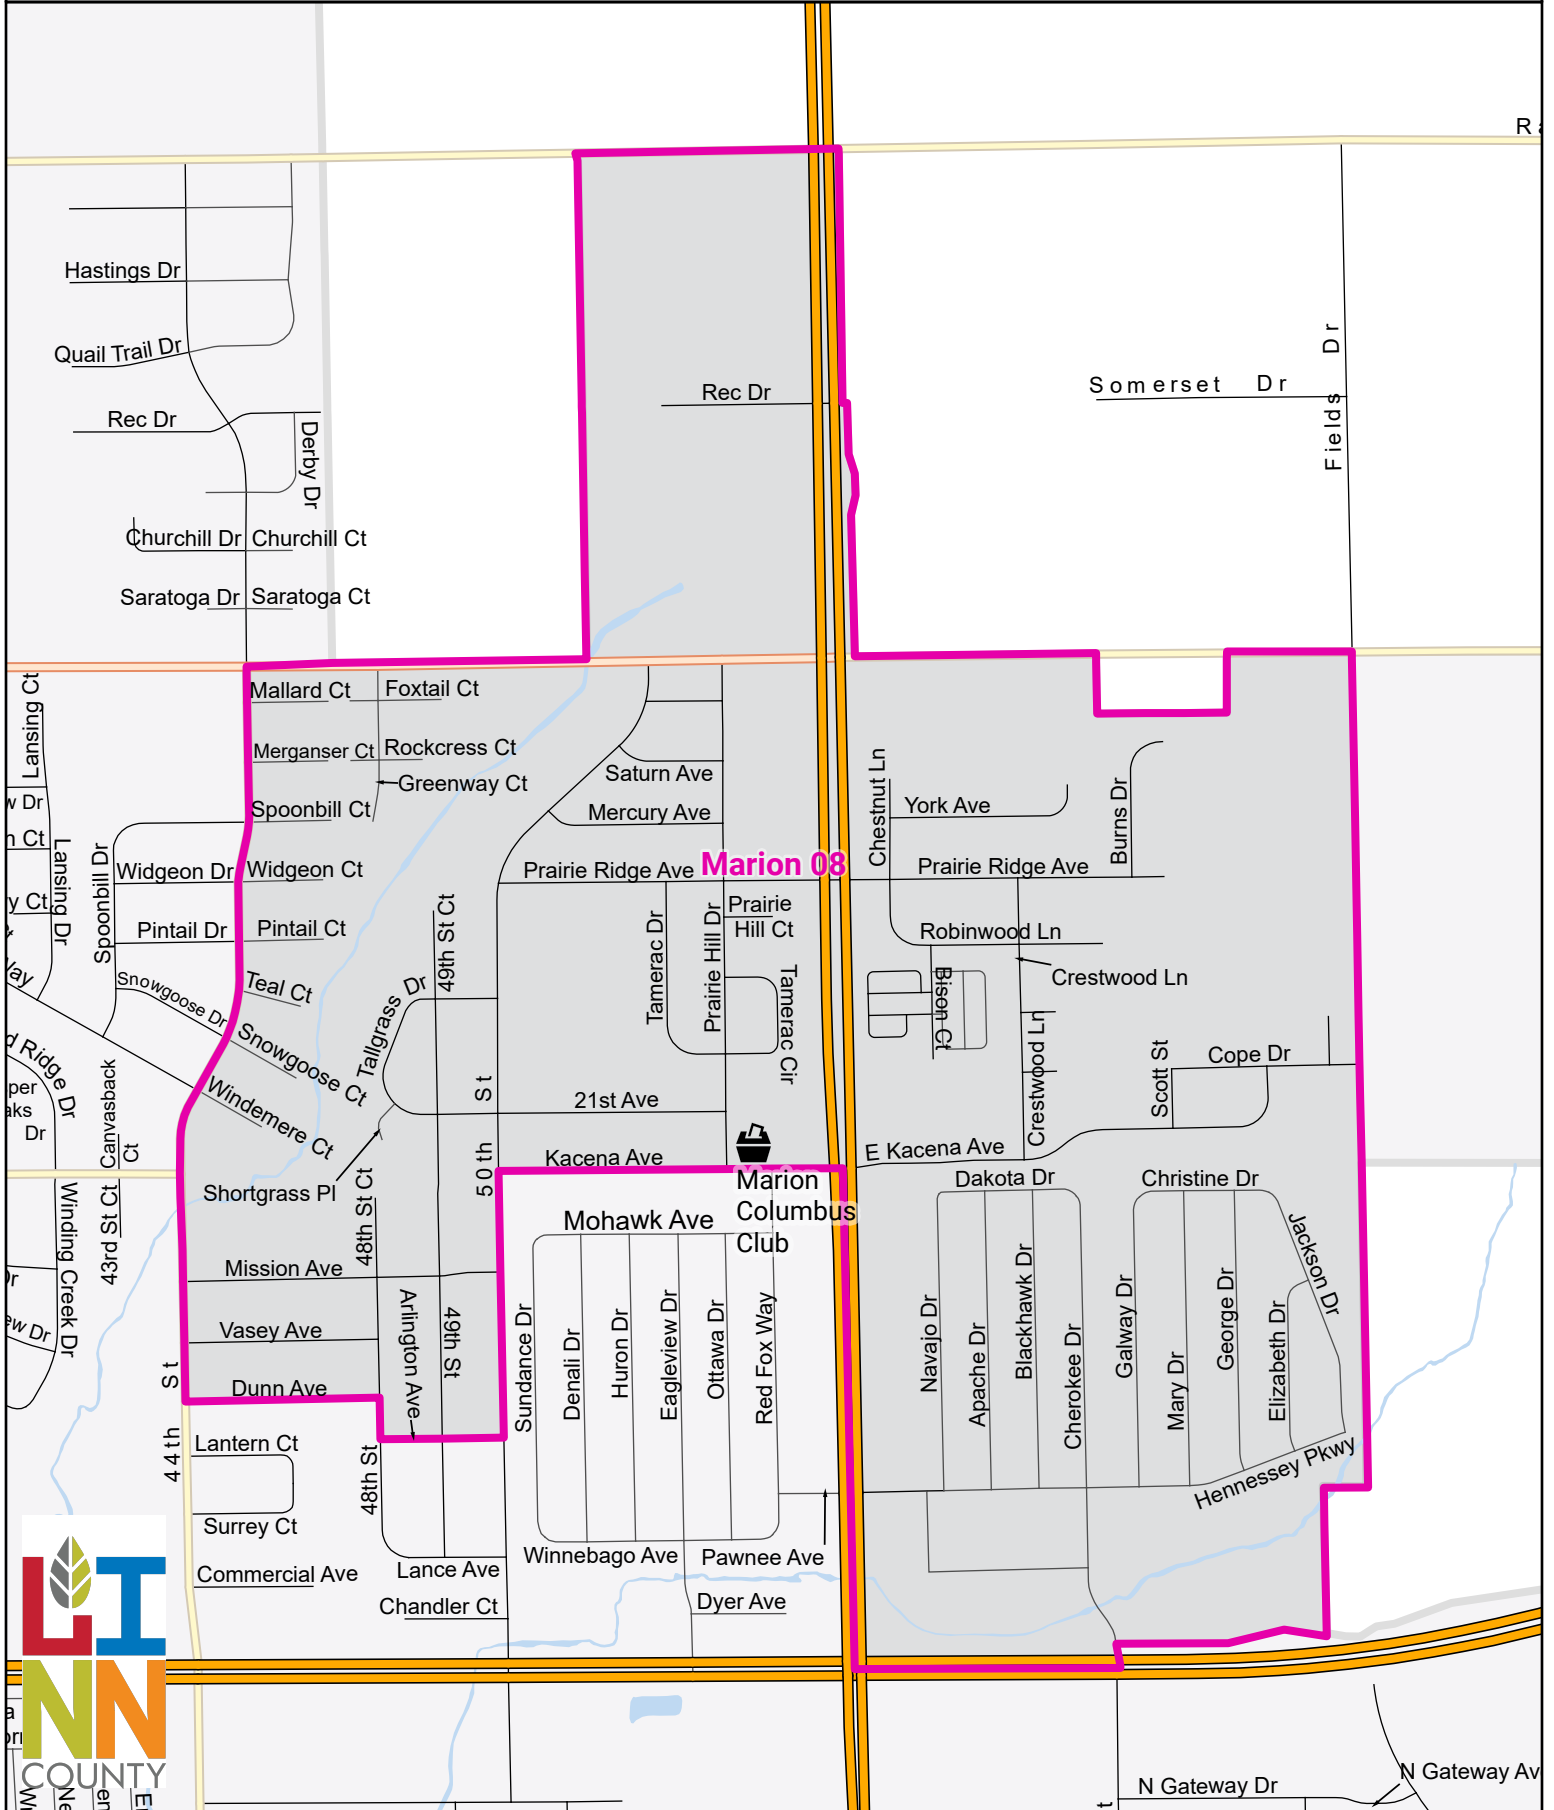 Hastings Dr
Quail Trail Dr
Rec Dr
Derby Dr
Churchill Dr
Churchill Ct
Saratoga Dr
Saratoga Ct
Rec Dr
Somerset Dr
Fields Dr
Lansing Ct
Mallard Ct
Foxtail Ct
Merganser Ct
Rockcress Ct
Greenway Ct
Spoonbill Ct
Saturn Ave
Mercury Ave
Chestnut Ln
York Ave
Burns Dr
Lansing Dr
Spoonbill Dr
Widgeon Dr
Widgeon Ct
Prairie Ridge Ave
Marion 08
Prairie Ridge Ave
Pintail Dr
Pintail Ct
49th St Ct
Tamerac Dr
Prairie Hill Dr
Prairie
Hill Ct
Robinwood Ln
Crestwood Ln
Snowgoose Dr
Teal Ct
Tallgrass Dr
Tamerac Cir
Bison Ct
Snowgoose Ct
Crestwood Ln
Scott St
Cope Dr
Windemere Ct
Canvasback
Ct
21st Ave
50th St
Kacena Ave
E Kacena Ave
Shortgrass Pl
Marion
Columbus
Club
Dakota Dr
Christine Dr
Winding Creek Dr
43rd St Ct
48th St Ct
Mohawk Ave
Jackson Dr
Mission Ave
Vasey Ave
Arlington Ave
49th St
Sundance Dr
Denali Dr
Huron Dr
Eagleview Dr
Ottawa Dr
Red Fox Way
Navajo Dr
Apache Dr
Blackhawk Dr
Cherokee Dr
Galway Dr
Mary Dr
George Dr
Elizabeth Dr
Dunn Ave
44th St
Lantern Ct
48th St
Hennessey Pkwy
Surrey Ct
Winnebago Ave
Pawnee Ave
Commercial Ave
Lance Ave
Chandler Ct
Dyer Ave
LINN
COUNTY
N Gateway Dr
N Gateway Av